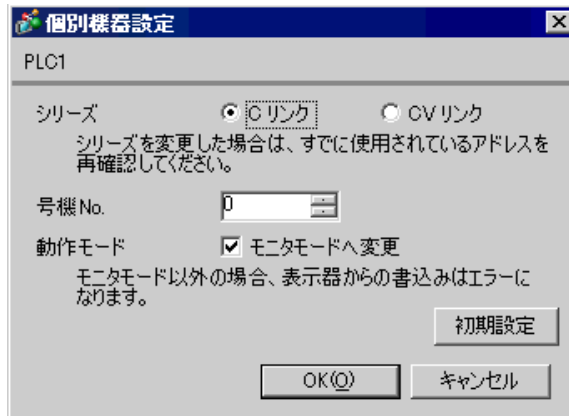 個別機器設定
PLC1
シリーズ Cリンク CVリンク
シリーズを変更した場合は、すでに使用されているアドレスを
再確認してください。
号機No. 0
動作モード モニタモードへ変更
モニタモード以外の場合、表示器からの書込みはエラーに
なります。
初期設定
OK(O) キャンセル